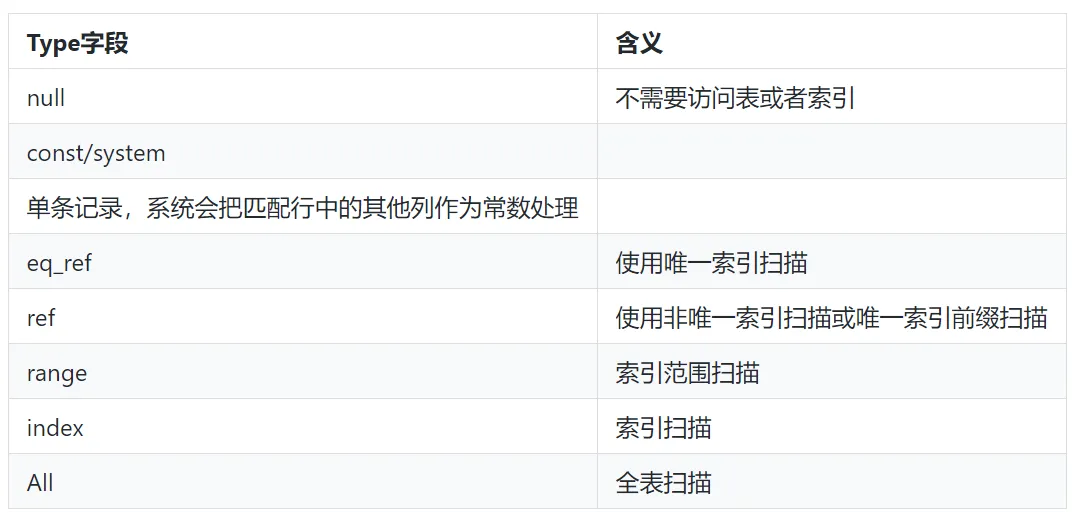 Type字段 含义
null 不需要访问表或者索引
const/system
单条记录，系统会把匹配行中的其他列作为常数处理
eq_ref 使用唯一索引扫描
ref 使用非唯一索引扫描或唯一索引前缀扫描
range 索引范围扫描
index 索引扫描
All 全表扫描